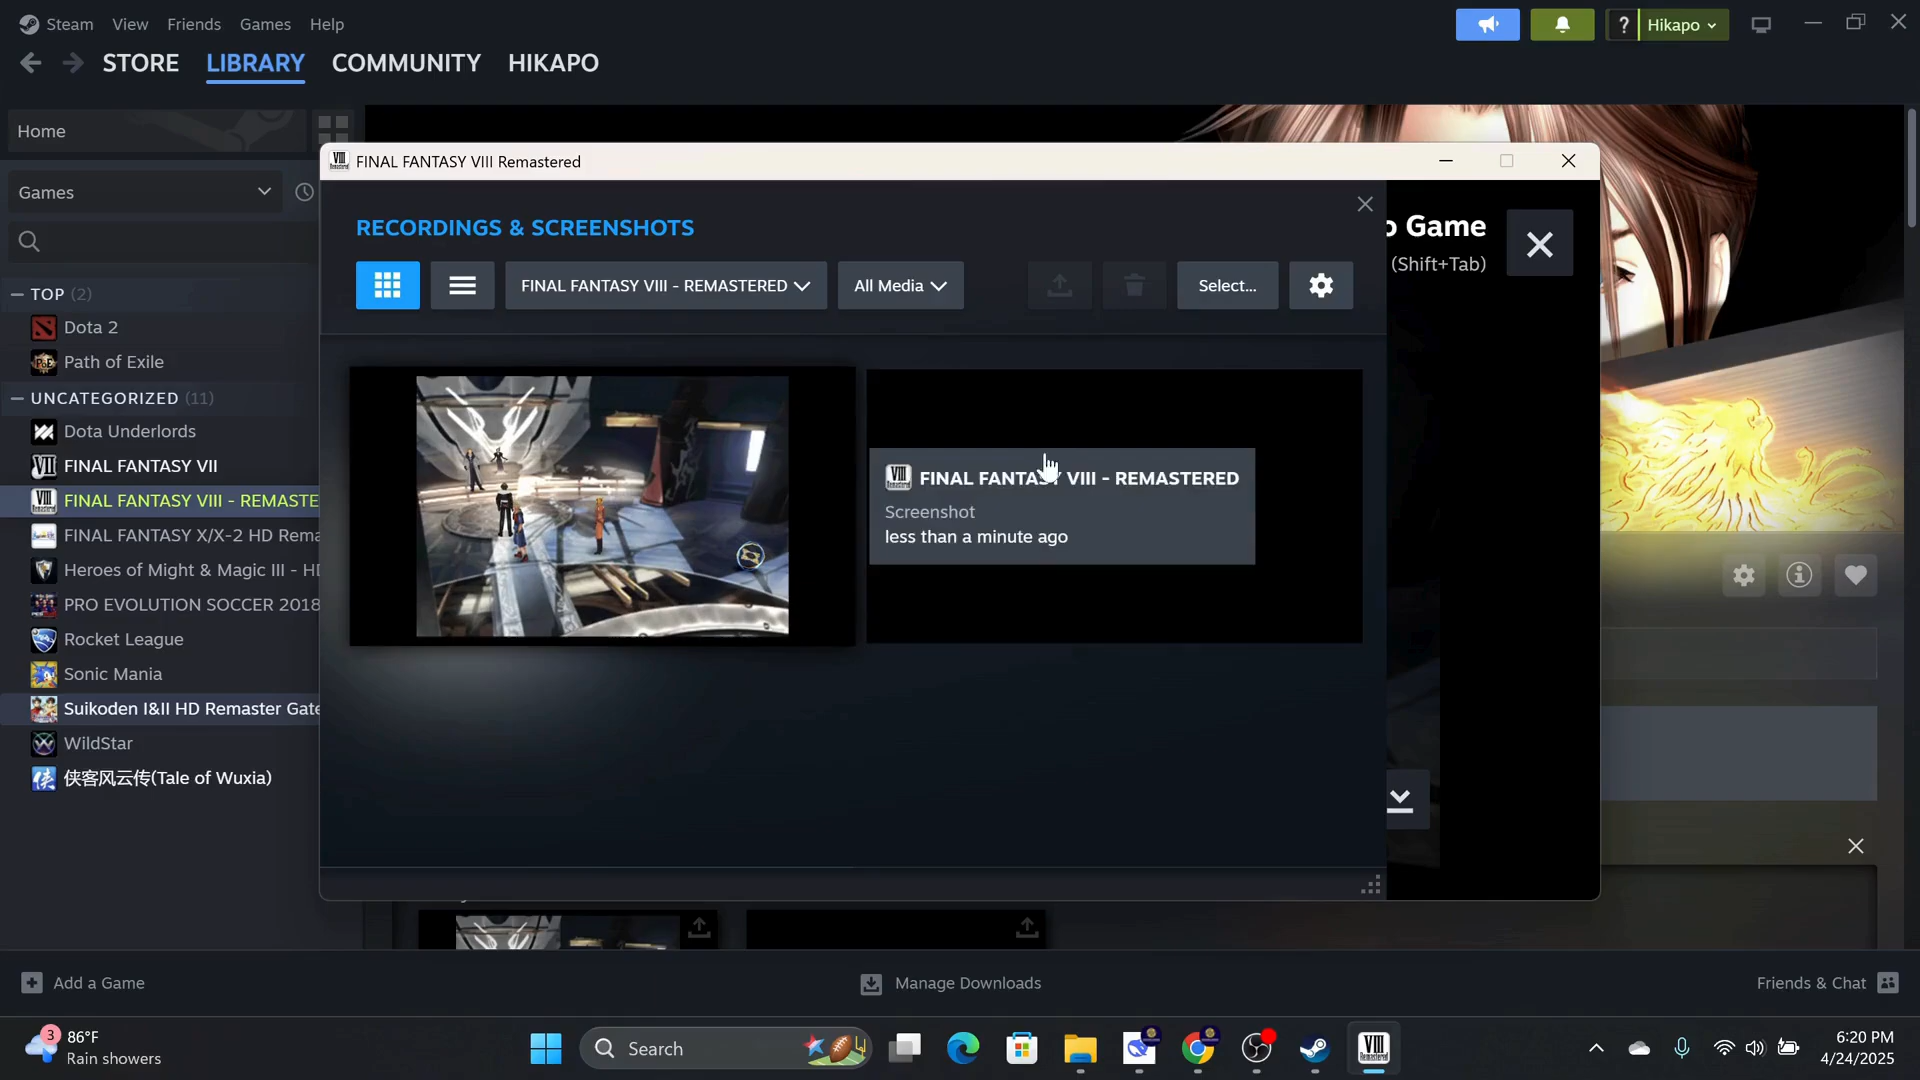 Steam View Friends Games Help
? Hikapo
STORE LIBRARY COMMUNITY HIKAPO
Home
FINAL FANTASY VIII Remastered
Games
RECORDINGS & SCREENSHOTS
o Game
(Shift+Tab)
FINAL FANTASY VIII - REMASTERED
All Media
Select...
TOP (2)
Dota 2
Path of Exile
UNCATEGORIZED (11)
Dota Underlords
FINAL FANTASY VII
FINAL FANTASY VIII - REMASTE
FINAL FANTASY X/X-2 HD Rema
Heroes of Might & Magic III - H
PRO EVOLUTION SOCCER 2018
Rocket League
Sonic Mania
Suikoden I&II HD Remaster Gate
WildStar
侠客风云传(Tale of Wuxia)
FINAL FANTASY VIII - REMASTERED
Screenshot
less than a minute ago
Add a Game
Manage Downloads
Friends & Chat
3
86°F
Rain showers
Search
6:20 PM
4/24/2025